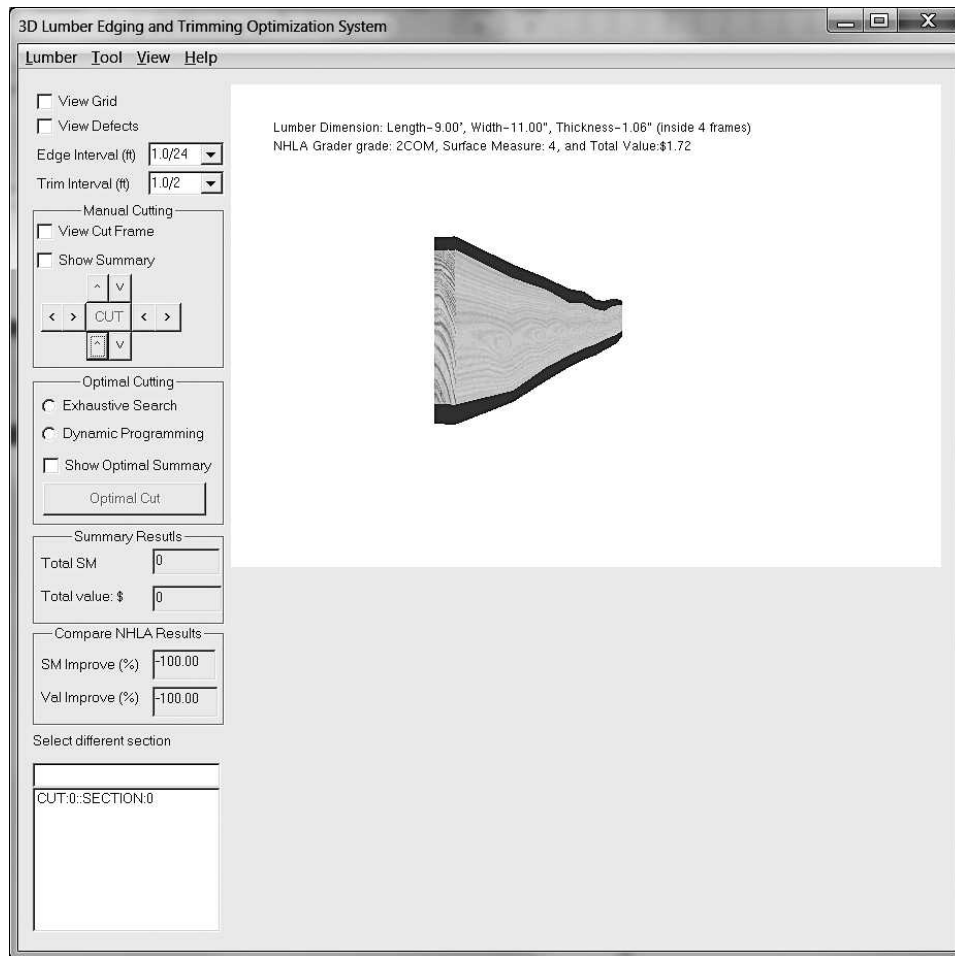 3D Lumber Edging and Trimming Optimization System
Lumber Tool View Help
View Grid
View Defects
Edge Interval (ft) 1.0/24
Trim Interval (ft) 1.0/2
Manual Cutting
View Cut Frame
Show Summary
^ v
< > CUT < >
^ v
Optimal Cutting
Exhaustive Search
Dynamic Programming
Show Optimal Summary
Optimal Cut
Summary Resutls
Total SM 0
Total value: $ 0
Compare NHLA Results
SM Improve (%) -100.00
Val Improve (%) -100.00
Select different section
CUT:0::SECTION:0
Lumber Dimension: Length-9.00', Width-11.00", Thickness-1.06" (inside 4 frames)
NHLA Grader grade: 2COM, Surface Measure: 4, and Total Value:$1.72